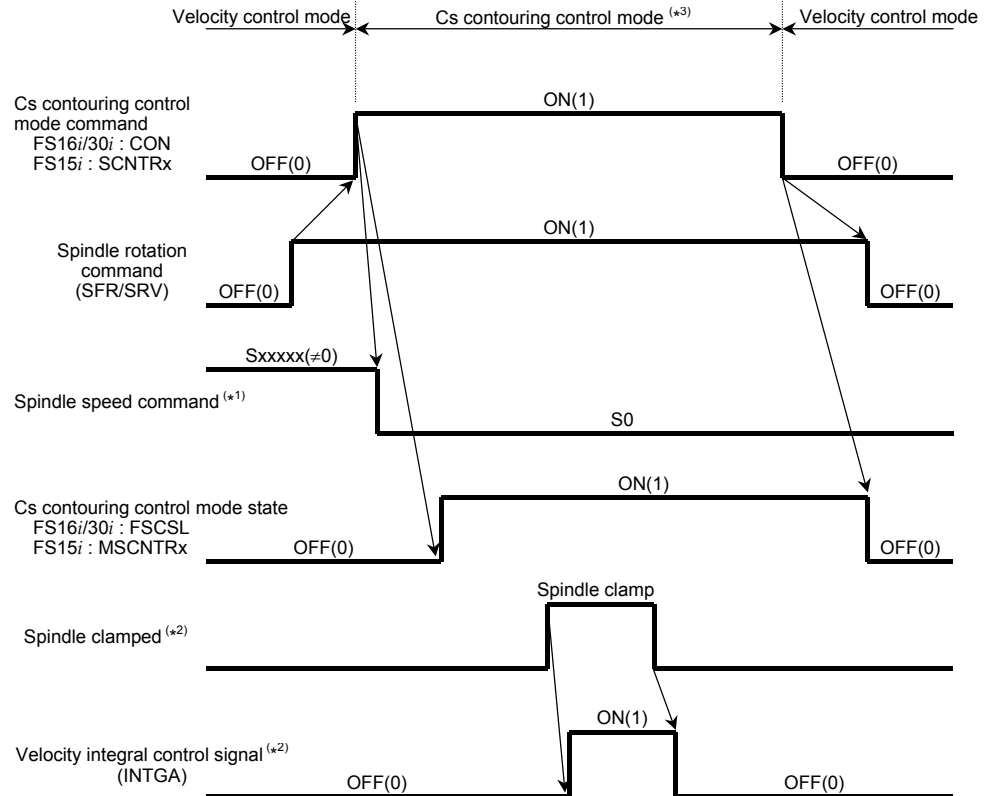 Velocity control mode
Cs contouring control mode (*3)
Velocity control mode
Cs contouring control
mode command
FS16i/30i : CON
FS15i : SCNTRx
OFF(0)
ON(1)
OFF(0)
Spindle rotation
command
(SFR/SRV)
OFF(0)
ON(1)
OFF(0)
Sxxxxx(≠0)
Spindle speed command (*1)
S0
Cs contouring control mode state
FS16i/30i : FSCSL
FS15i : MSCNTRx
OFF(0)
ON(1)
OFF(0)
Spindle clamp
Spindle clamped (*2)
Velocity integral control signal (*2)
(INTGA)
OFF(0)
ON(1)
OFF(0)